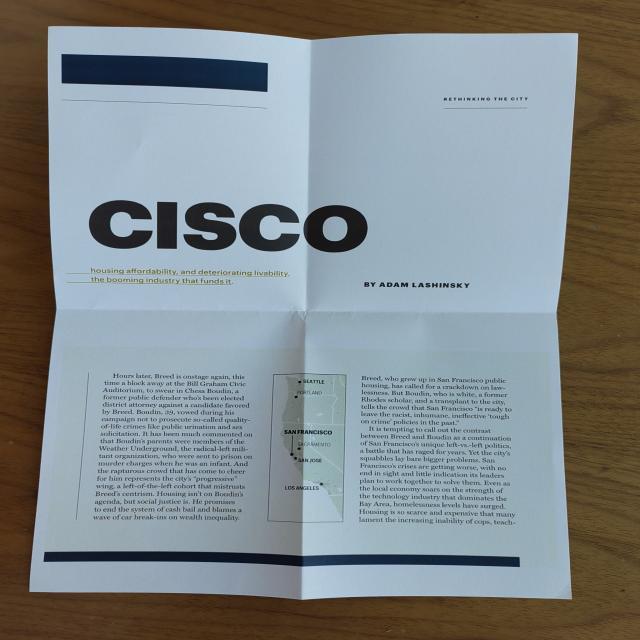 RETHINKING THE CITY
CISCO
housing affordability, and deteriorating livability,
the booming industry that funds it.
BY ADAM LASHINSKY
Hours later, Breed is onstage again, this
time a block away at the Bill Graham Civic
Auditorium, to swear in Chesa Boudin, a
former public defender who's been elected
district attorney against a candidate favored
by Breed. Boudin, 39, vowed during his
campaign not to prosecute so-called quality-
of-life crimes like public urination and sex
solicitation. It has been much commented on
that Boudin's parents were members of the
Weather Underground, the radical-left mili-
tant organization, who were sent to prison on
murder charges when he was an infant. And
the rapturous crowd that has come to cheer
for him represents the city's "progressive"
wing, a left-of-the-left cohort that mistrusts
Breed's centrism. Housing isn't on Boudin's
agenda, but social justice is. He promises
to end the system of cash bail and blames a
wave of car break-ins on wealth inequality.
SEATTLE
PORTLAND
SAN FRANCISCO
SACRAMENTO
SAN JOSE
LOS ANGELES
Breed, who grew up in San Francisco public
housing, has called for a crackdown on law-
lessness. But Boudin, who is white, a former
Rhodes scholar, and a transplant to the city,
tells the crowd that San Francisco "is ready to
leave the racist, inhumane, ineffective 'tough
on crime' policies in the past."
It is tempting to call out the contrast
between Breed and Boudin as a continuation
of San Francisco's unique left-vs.-left politics,
a battle that has raged for years. Yet the city's
squabbles lay bare bigger problems. San
Francisco's crises are getting worse, with no
end in sight and little indication its leaders
plan to work together to solve them. Even as
the local economy soars on the strength of
the technology industry that dominates the
Bay Area, homelessness levels have surged.
Housing is so scarce and expensive that many
lament the increasing inability of cops, teach-